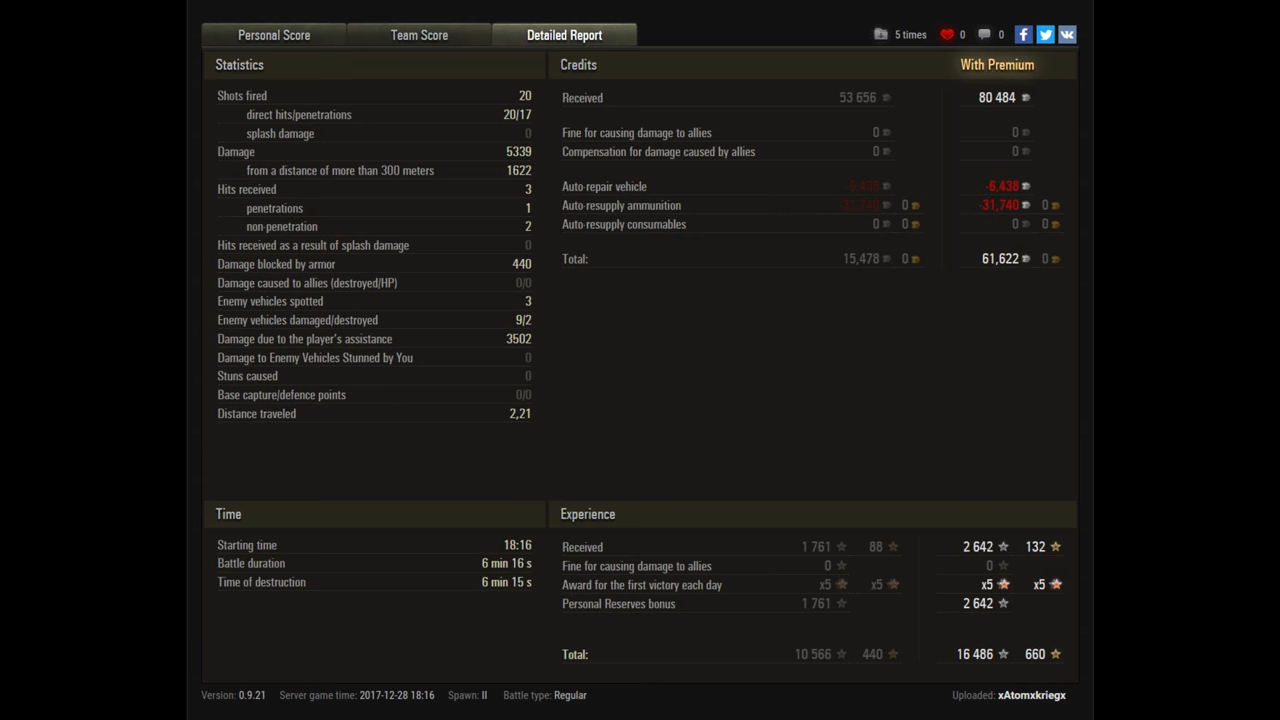 Personal Score Team Score Detailed Report 5 times 0 0
Statistics
Shots fired 20
direct hits/penetrations 20/17
splash damage 0
Damage 5339
from a distance of more than 300 meters 1622
Hits received 3
penetrations 1
non-penetration 2
Hits received as a result of splash damage 0
Damage blocked by armor 440
Damage caused to allies (destroyed/HP) 0/0
Enemy vehicles spotted 3
Enemy vehicles damaged/destroyed 9/2
Damage due to the player's assistance 3502
Damage to Enemy Vehicles Stunned by You 0
Stuns caused 0
Base capture/defence points 0/0
Distance traveled 2,21
Credits With Premium
Received 53 656 80 484
Fine for causing damage to allies 0 0
Compensation for damage caused by allies 0 0
Auto-repair vehicle -6,438 -6,438
Auto-resupply ammunition -31,740 0 -31,740 0
Auto-resupply consumables 0 0 0 0
Total: 15,478 0 61,622 0
Time
Starting time 18:16
Battle duration 6 min 16 s
Time of destruction 6 min 15 s
Experience
Received 1 761 88 2 642 132
Fine for causing damage to allies 0 0
Award for the first victory each day x5 x5 x5 x5
Personal Reserves bonus 1 761 2 642
Total: 10 566 440 16 486 660
Version: 0.9.21 Server game time: 2017-12-28 18:16 Spawn: II Battle type: Regular Uploaded: xAtomxkriegx